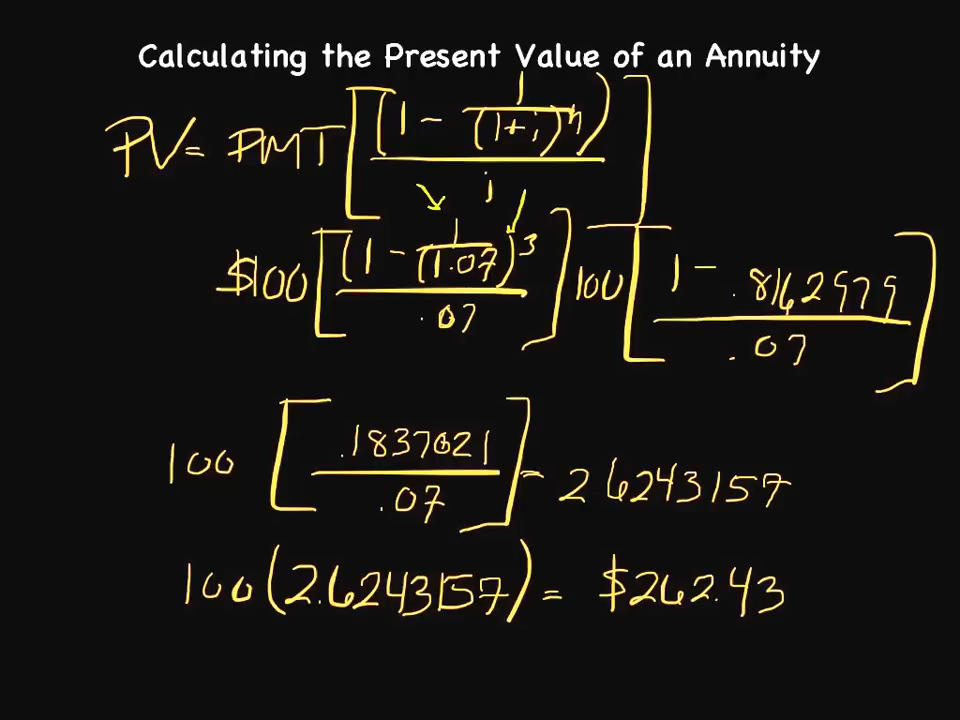 Calculating the Present Value of an Annuity
PV = PMT [ (1 - 1/(1+i)^n) / i ]
$100 [ (1 - 1/(1.07)^3) / .07 ] 100 [ 1 - .8162979 / .07 ]
100 [ .1837021 / .07 ] = 2 6243157
100 (2.6243157) = $262.43